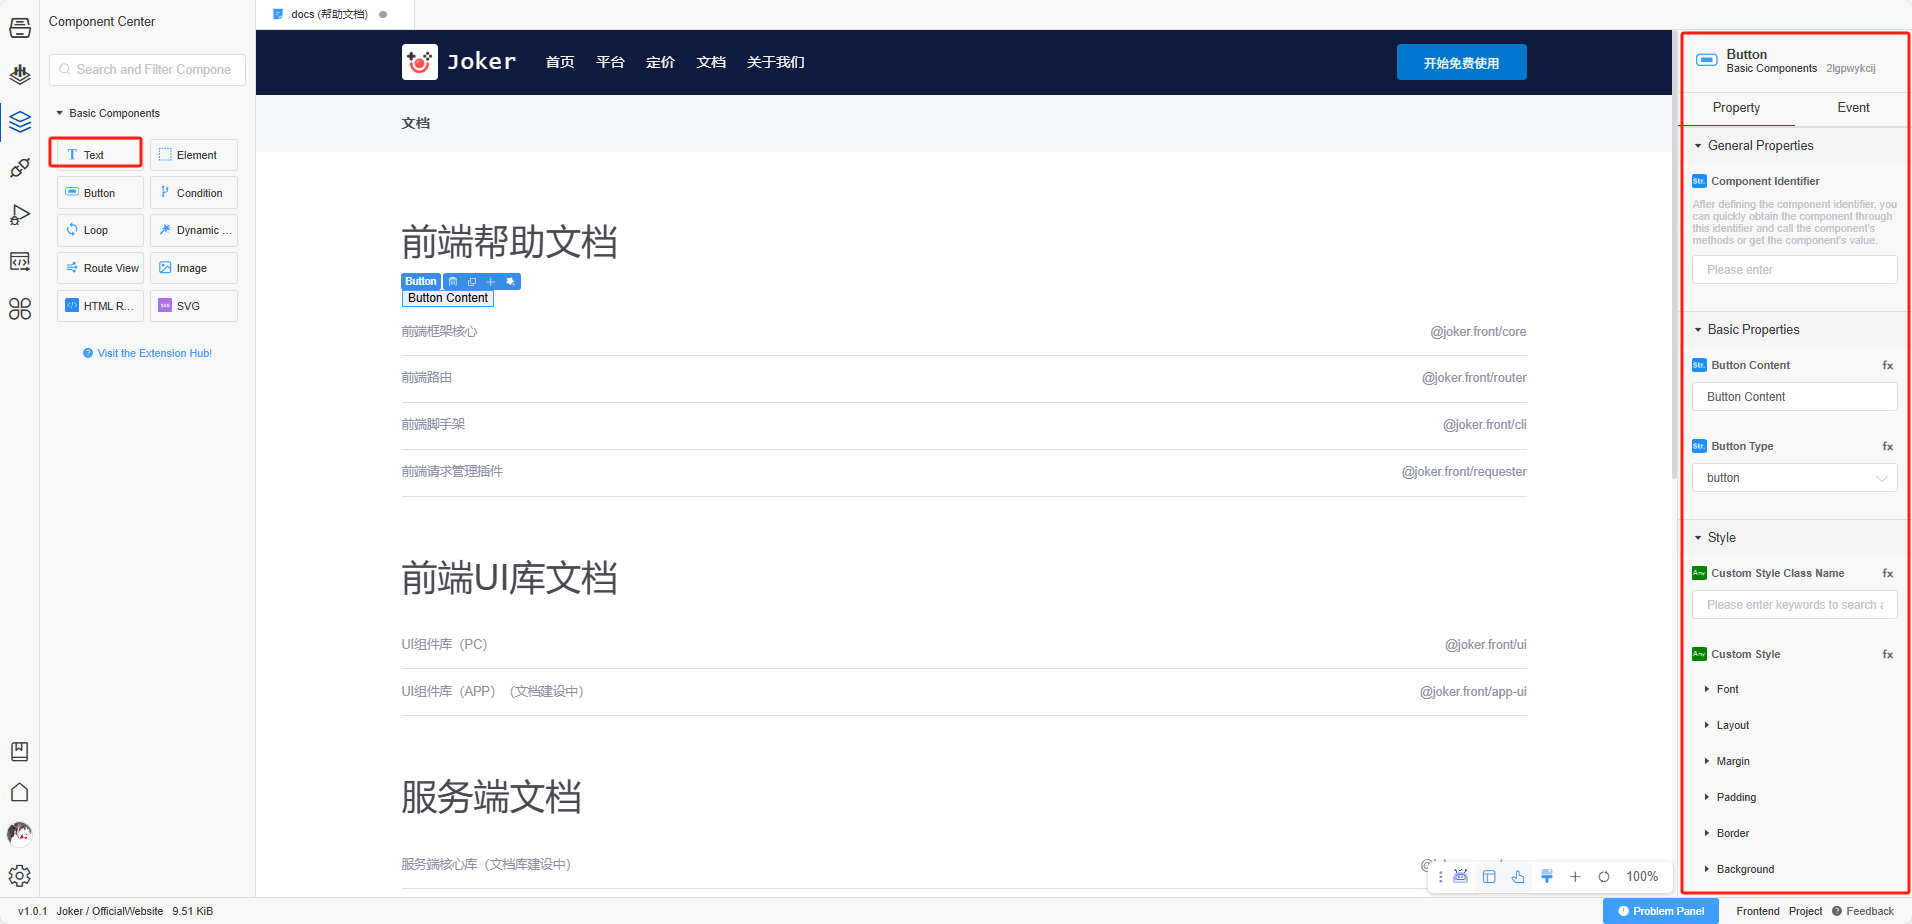 Component Center
Search and Filter Compone
Basic Components
Text
Element
Button
Condition
Loop
Dynamic ...
Route View
Image
HTML R...
SVG
Visit the Extension Hub!
docs (帮助文档)
Joker
首页
平台
定价
文档
关于我们
开始免费使用
文档
前端帮助文档
Button
Button Content
前端框架核心
@joker.front/core
前端路由
@joker.front/router
前端脚手架
@joker.front/cli
前端请求管理插件
@joker.front/requester
前端UI库文档
UI组件库（PC）
@joker.front/ui
UI组件库（APP）（文档建设中）
@joker.front/app-ui
服务端文档
服务端核心库（文档库建设中）
100%
Button
Basic Components 2lgpwykcij
Property
Event
General Properties
Str. Component Identifier
After defining the component identifier, you
can quickly obtain the component through
this identifier and call the component's
methods or get the component's value.
Please enter
Basic Properties
Str. Button Content fx
Button Content
Str. Button Type fx
button
Style
Any Custom Style Class Name fx
Please enter keywords to search a
Any Custom Style fx
Font
Layout
Margin
Padding
Border
Background
v1.0.1 Joker / OfficialWebsite 9.51 KiB
Problem Panel
Frontend Project Feedback